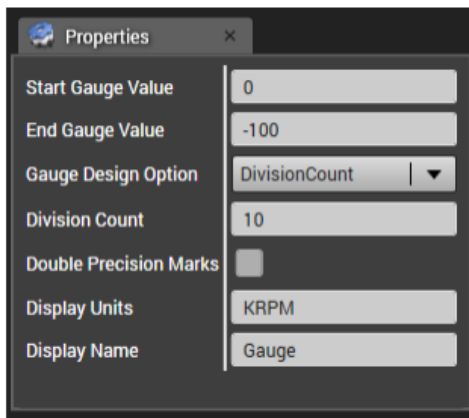 Properties
Start Gauge Value 0
End Gauge Value -100
Gauge Design Option DivisionCount
Division Count 10
Double Precision Marks
Display Units KRPM
Display Name Gauge